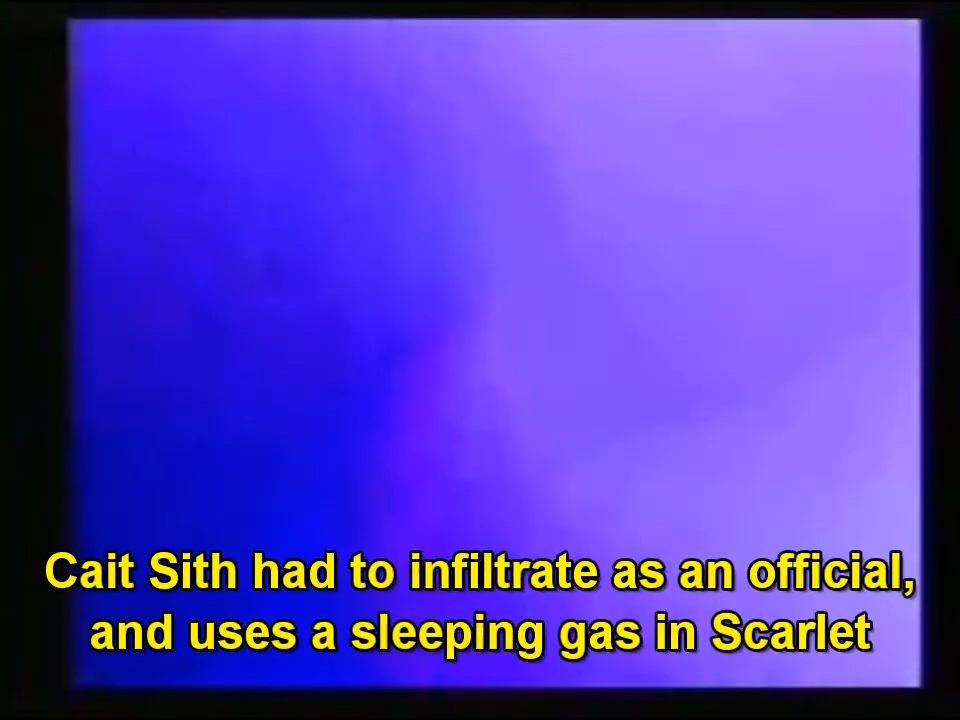 Cait Sith had to infiltrate as an official,
and uses a sleeping gas in Scarlet